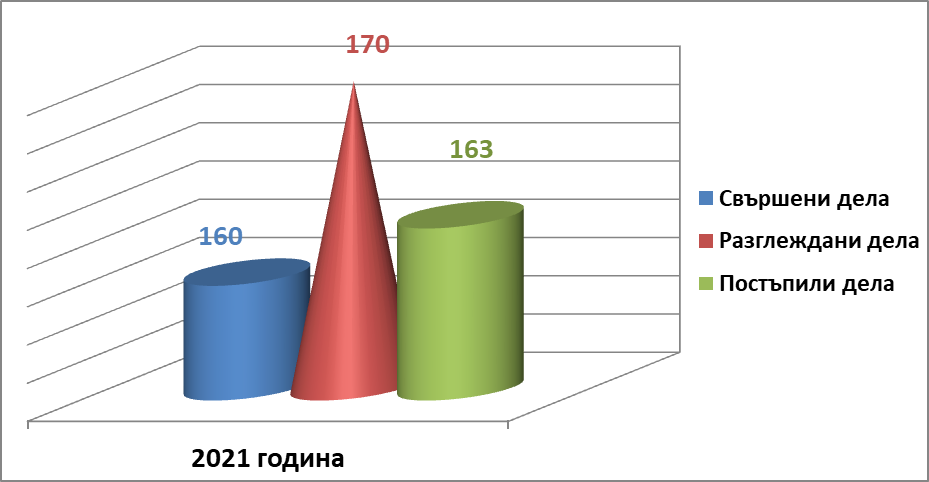 170
163
160
Свършени дела
Разглеждани дела
Постъпили дела
2021 година